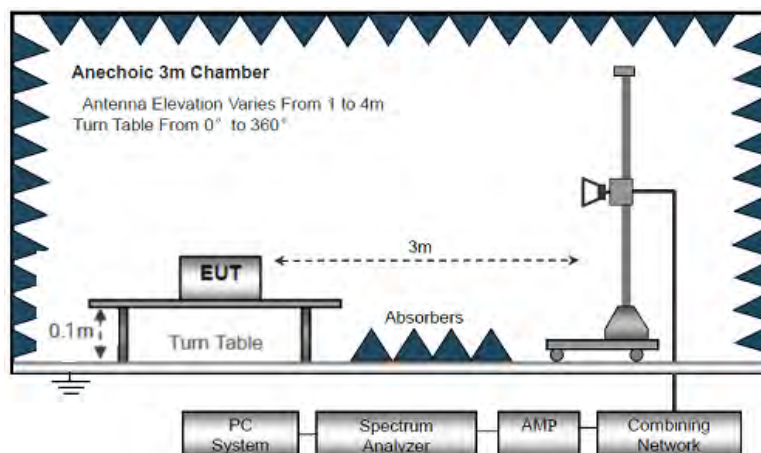 Anechoic 3m Chamber
Antenna Elevation Varies From 1 to 4m
Turn Table From 0° to 360°
3m
EUT
0.1m
Turn Table
Absorbers
PC
System
Spectrum
Analyzer
AMP
Combining
Network